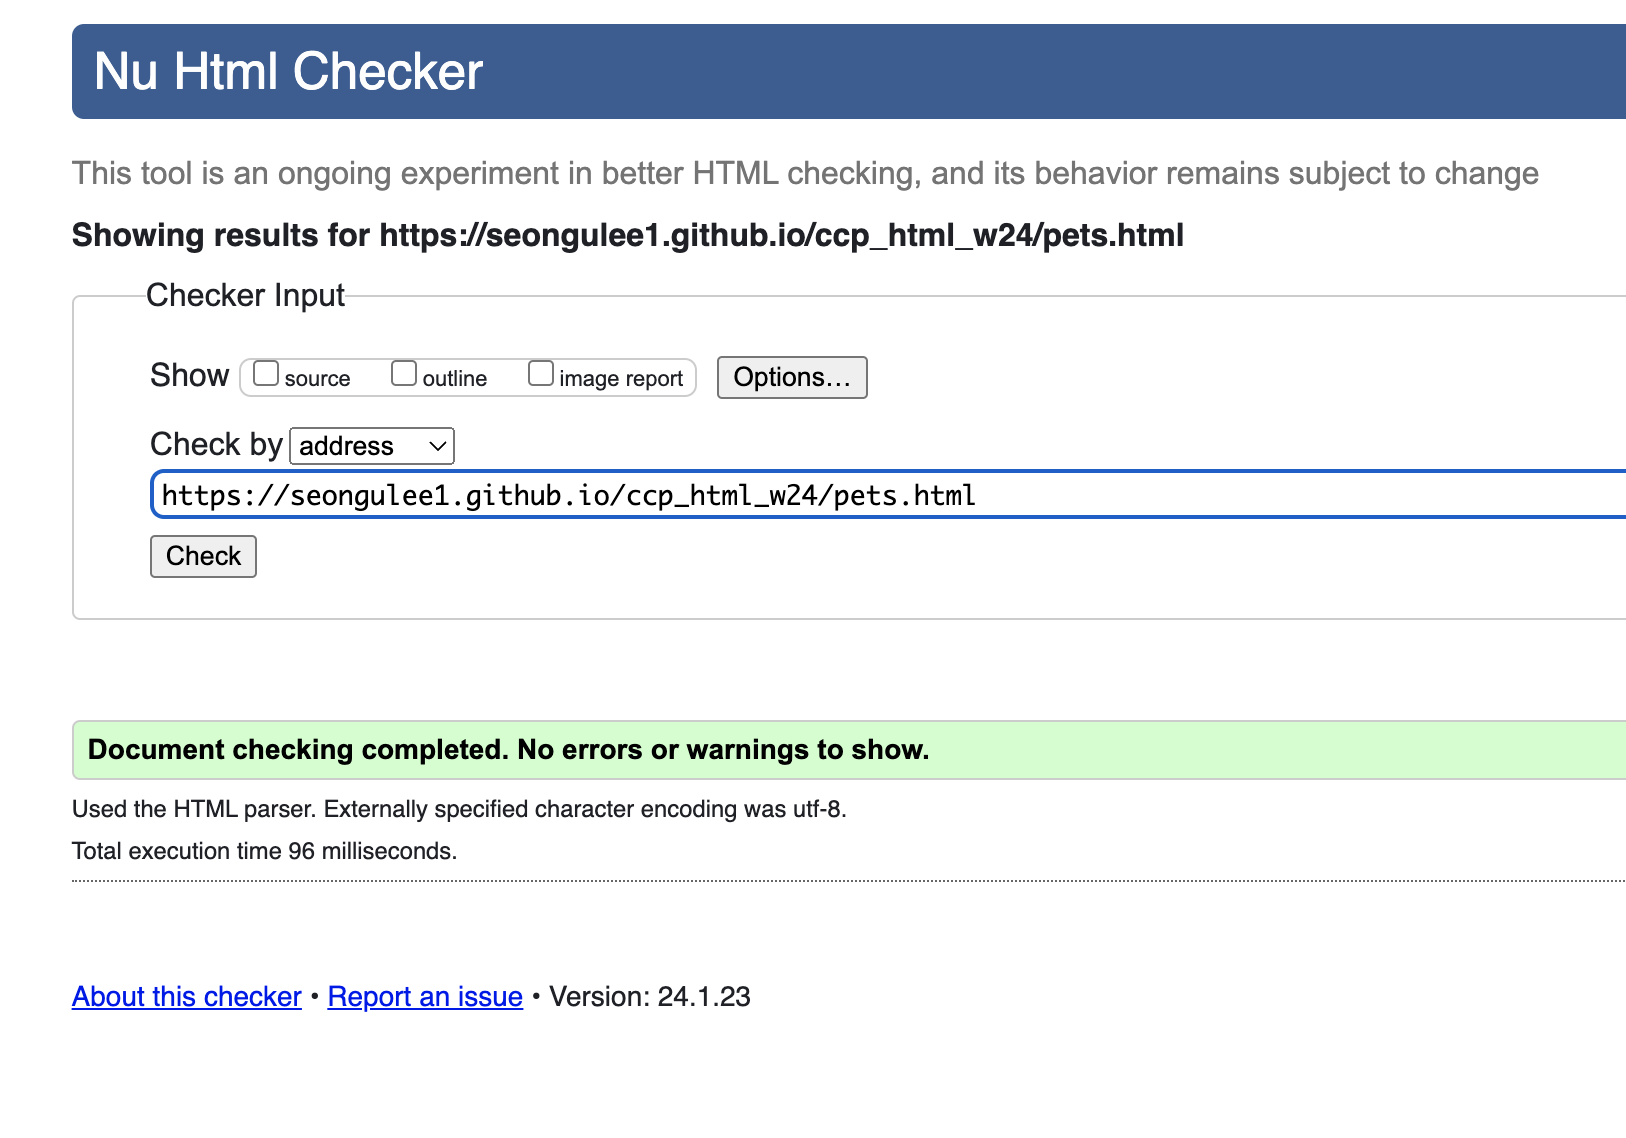 Nu Html Checker
This tool is an ongoing experiment in better HTML checking, and its behavior remains subject to change
Showing results for https://seongulee1.github.io/ccp_html_w24/pets.html
Checker Input
Show source outline image report Options...
Check by address
https://seongulee1.github.io/ccp_html_w24/pets.html
Check
Document checking completed. No errors or warnings to show.
Used the HTML parser. Externally specified character encoding was utf-8.
Total execution time 96 milliseconds.
About this checker • Report an issue • Version: 24.1.23